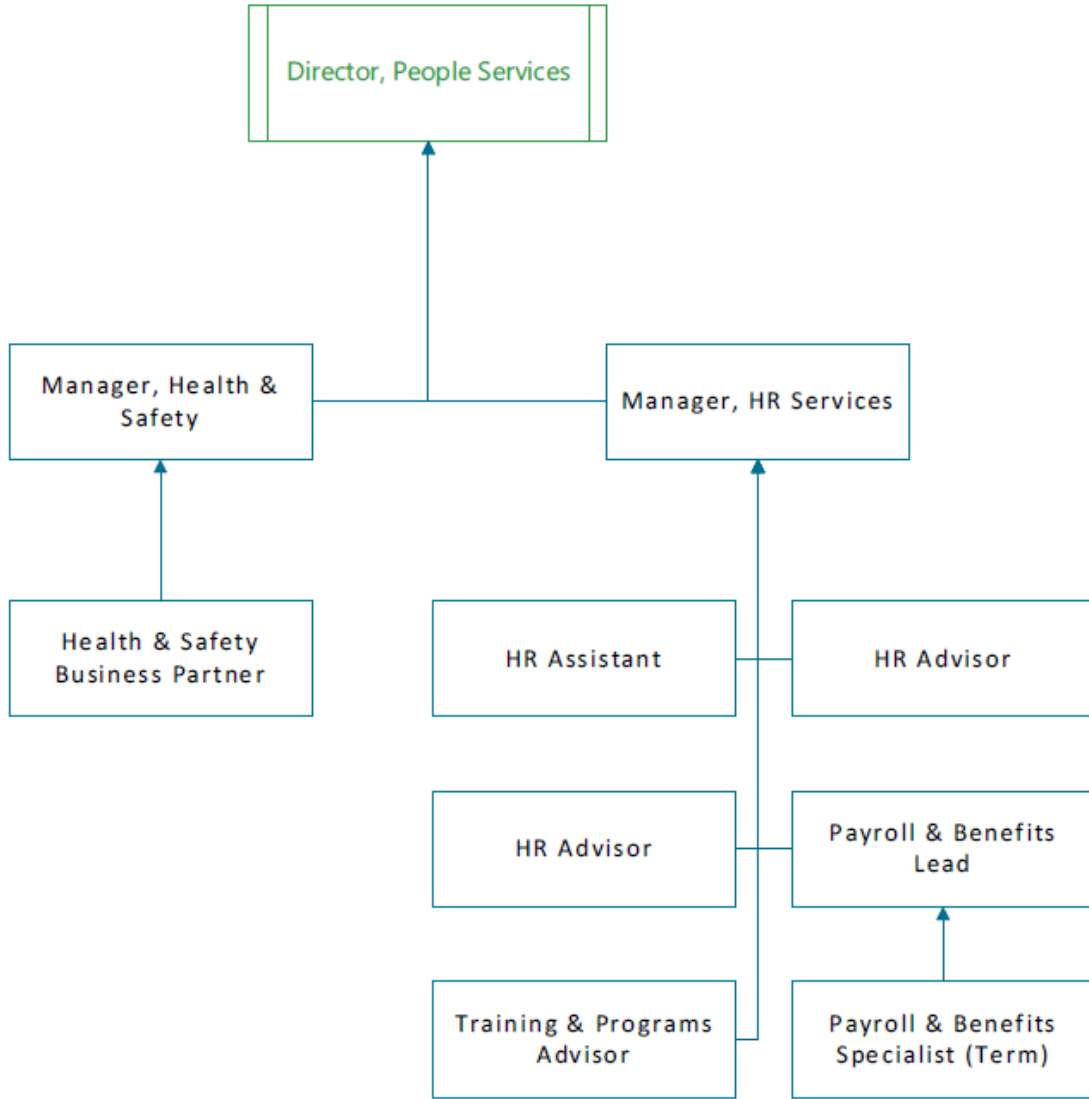 Director, People Services
Manager, Health &
Safety
Manager, HR Services
Health & Safety
Business Partner
HR Assistant
HR Advisor
HR Advisor
Payroll & Benefits
Lead
Training & Programs
Advisor
Payroll & Benefits
Specialist (Term)